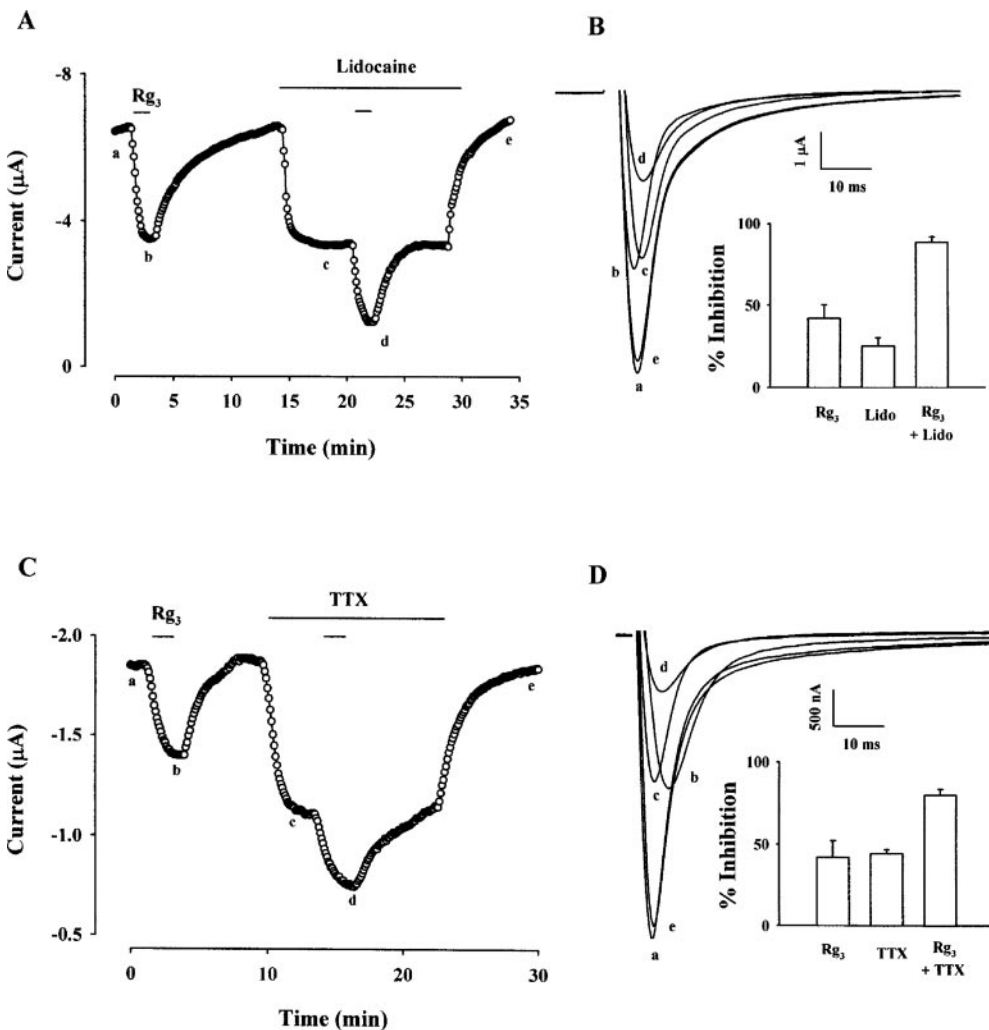 A
Lidocaine
Rg3
-8
-4
0
Current (µA)
a
b
c
d
e
0 5 10 15 20 25 30 35
Time (min)
B
d
b
c
e
a
1 µA
10 ms
100
50
0
% Inhibition
Rg3 Lido Rg3
+ Lido
C
TTX
Rg3
-2.0
-1.5
-1.0
-0.5
Current (µA)
a
b
c
d
e
0 10 20 30
Time (min)
D
d
c
b
e
a
500 nA
10 ms
100
50
0
% Inhibition
Rg3 TTX Rg3
+ TTX